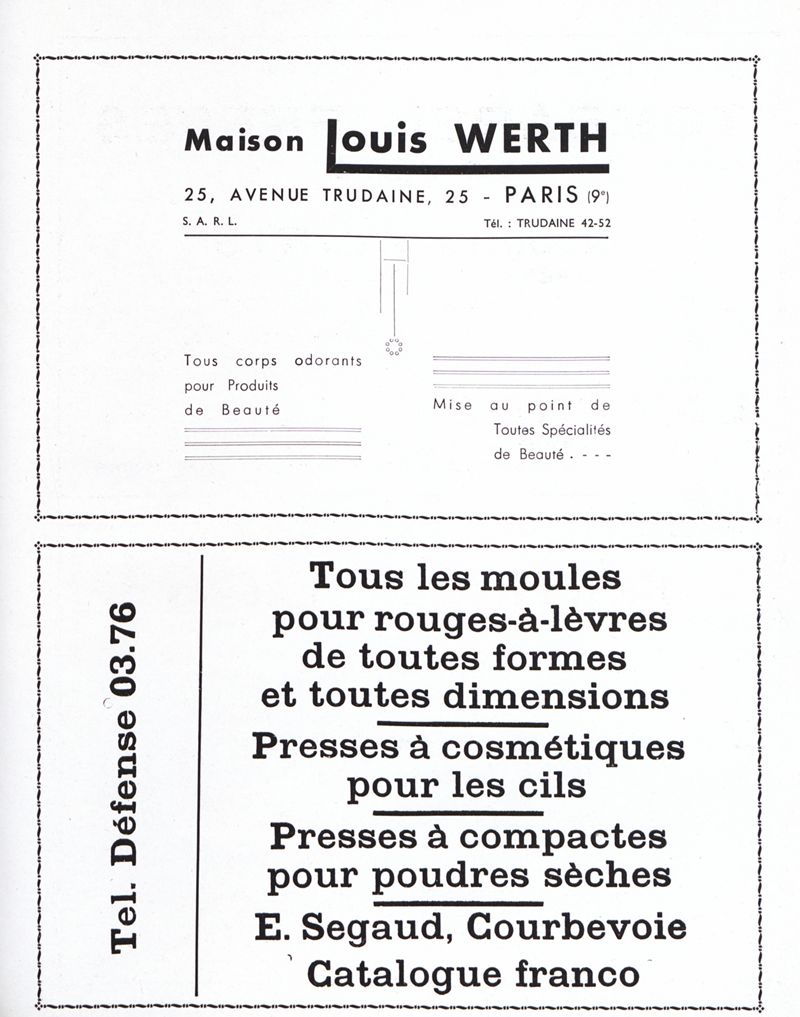 Maison Louis WERTH
25, AVENUE TRUDAINE, 25 - PARIS (9e)
S. A. R. L. Tél. : TRUDAINE 42-52
Tous corps odorants
pour Produits
de Beauté
Mise au point de
Toutes Spécialités
de Beauté . - - -
Tel. Défense 03.76
Tous les moules
pour rouges-à-lèvres
de toutes formes
et toutes dimensions
Presses à cosmétiques
pour les cils
Presses à compactes
pour poudres sèches
E. Segaud, Courbevoie
Catalogue franco